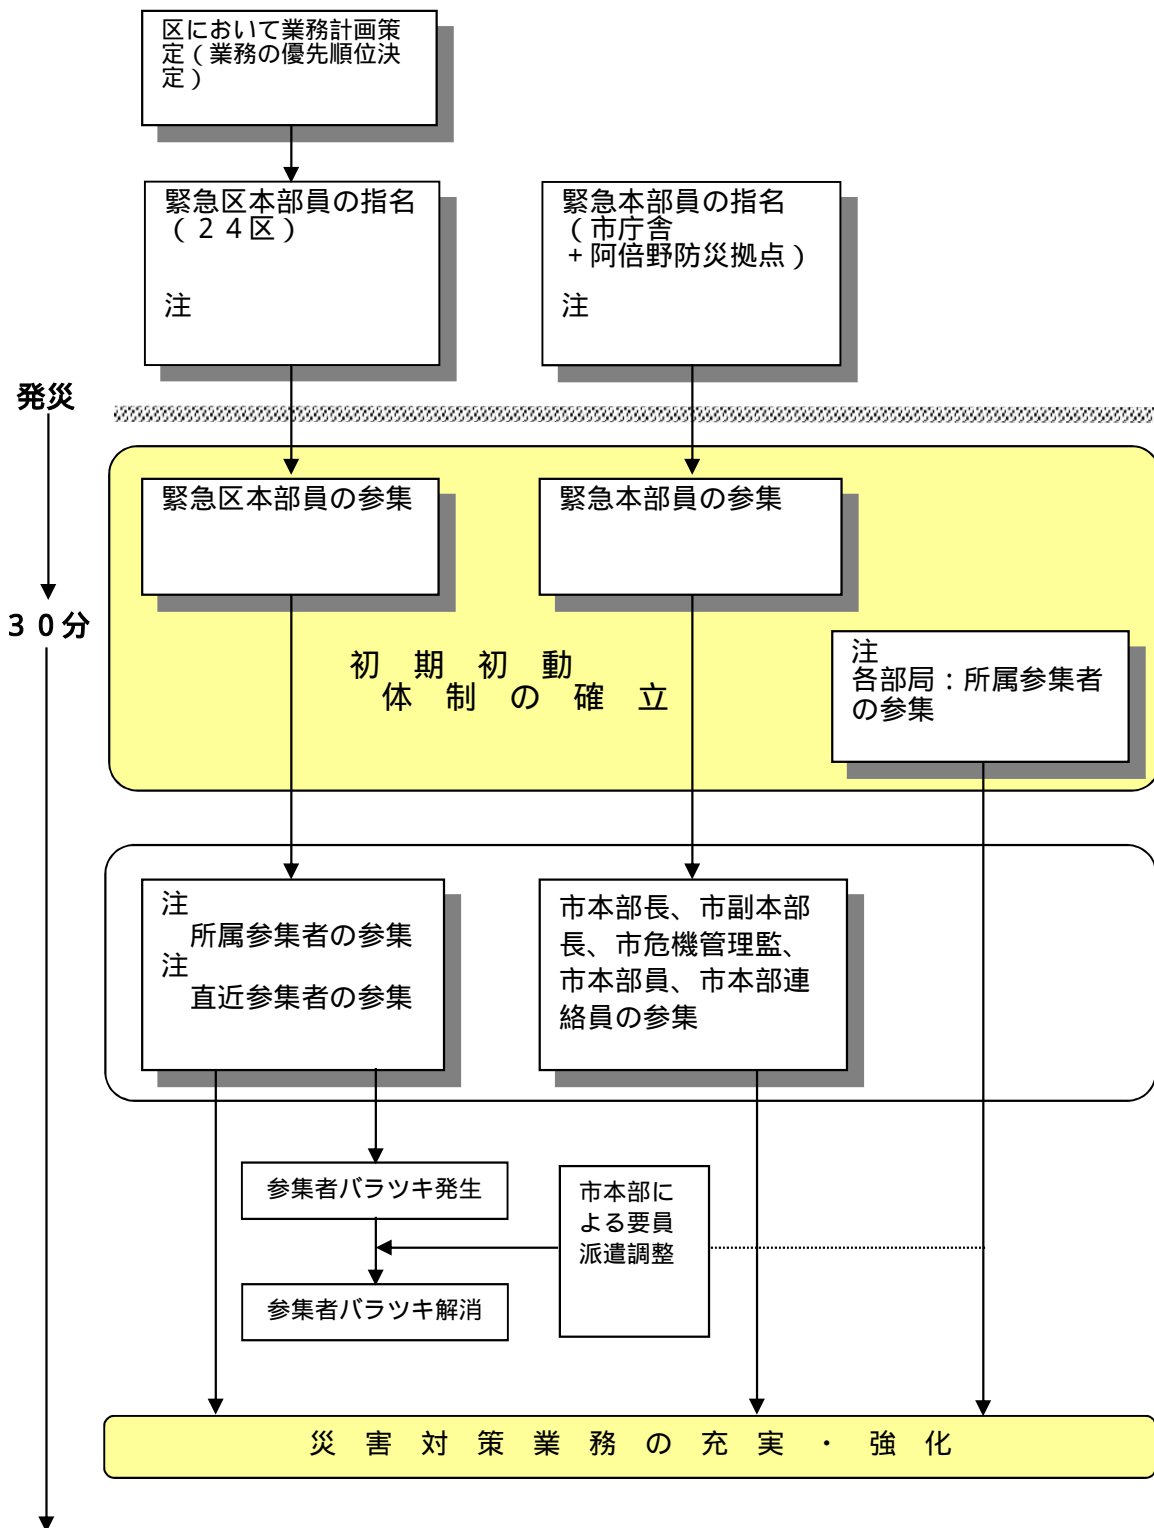 区において業務計画策
定（業務の優先順位決
定）
緊急区本部員の指名
（２４区）
注
緊急本部員の指名
（市庁舎
＋阿倍野防災拠点）
注
発災
緊急区本部員の参集
緊急本部員の参集
３０分
初期初動
体制の確立
注
各部局：所属参集者
の参集
注
所属参集者の参集
注
直近参集者の参集
市本部長、市副本部
長、市危機管理監、
市本部員、市本部連
絡員の参集
参集者バラツキ発生
市本部に
よる要員
派遣調整
参集者バラツキ解消
災害対策業務の充実・強化